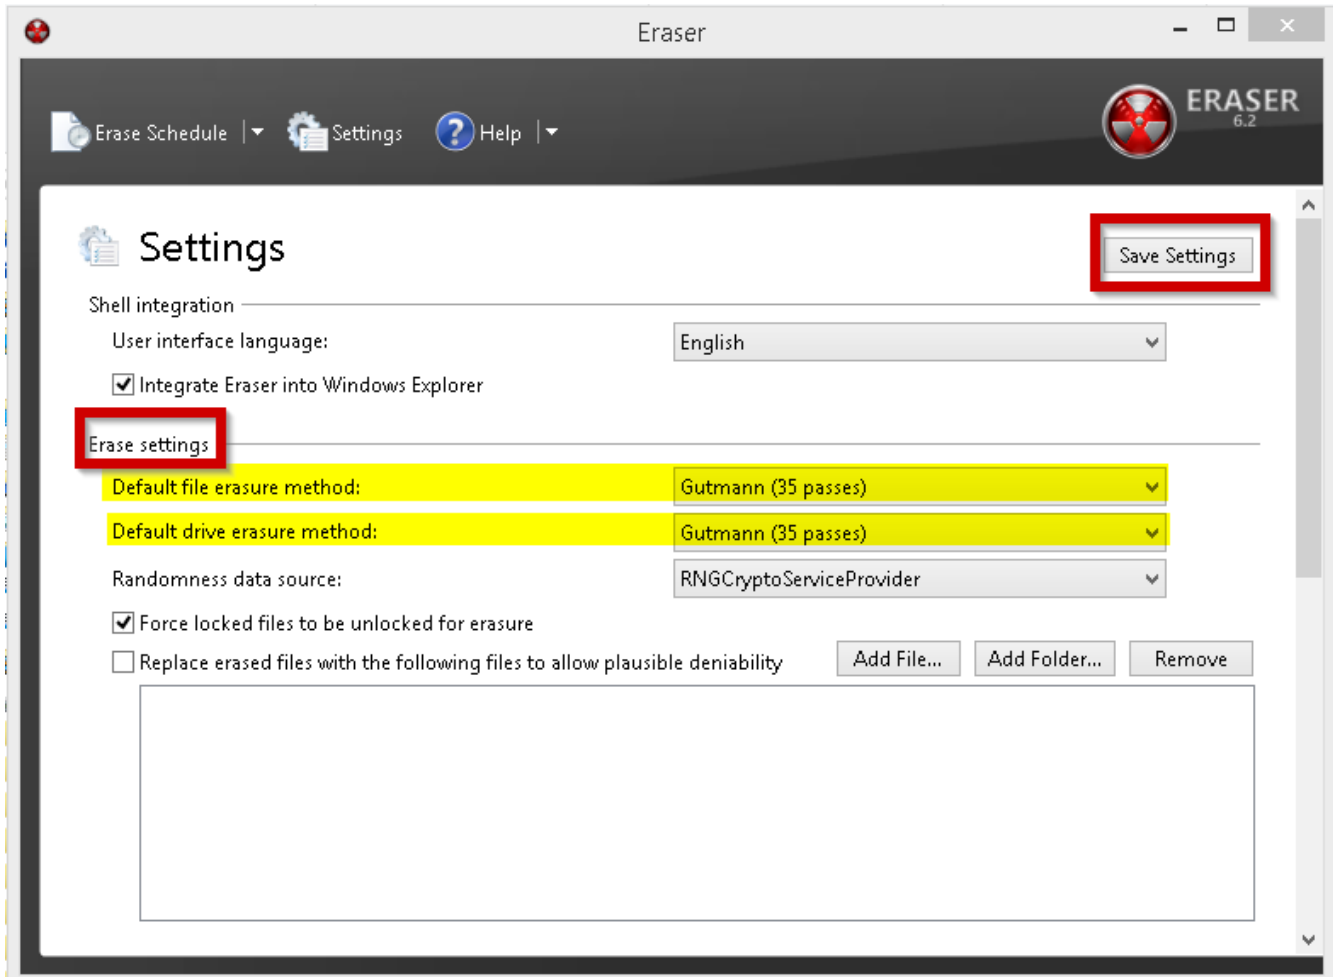 Eraser
Erase Schedule
Settings
Help
ERASER
6.2
Settings
Save Settings
Shell integration
User interface language:
English
Integrate Eraser into Windows Explorer
Erase settings
Default file erasure method:
Gutmann (35 passes)
Default drive erasure method:
Gutmann (35 passes)
Randomness data source:
RNGCryptoServiceProvider
Force locked files to be unlocked for erasure
Replace erased files with the following files to allow plausible deniability
Add File...
Add Folder...
Remove